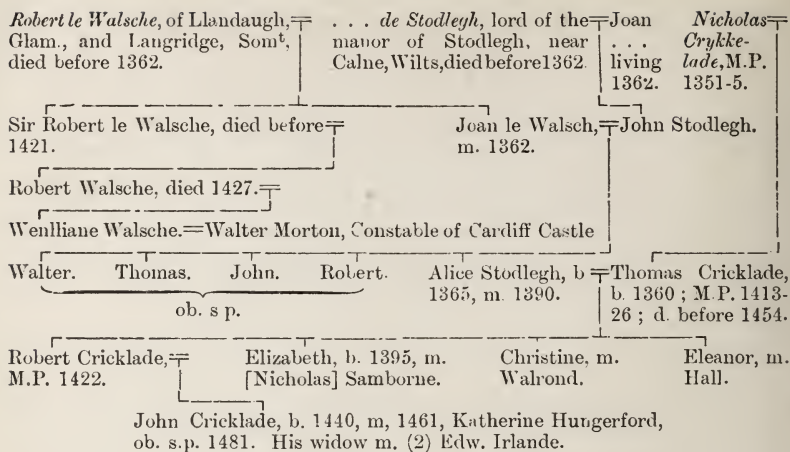 Robert le Walsche, of Llandaugh, . . . de Stodlegh, lord of the Joan Nicholas
Glam., and Langridge, Somt, manor of Stodlegh, near . . . Crykke-
died before 1362. Calne, Wilts, died before 1362. living lade, M.P.
1362. 1351-5.
Sir Robert le Walsche, died before Joan le Walsch, John Stodlegh.
1421. m. 1362.
Robert Walsche, died 1427.
Wenlliane Walsche.=Walter Morton, Constable of Cardiff Castle
Walter. Thomas. John. Robert. Alice Stodlegh, b Thomas Cricklade,
1365, m. 1390. b. 1360 ; M.P. 1413-
ob. s p. 26 ; d. before 1454.
Robert Cricklade, Elizabeth, b. 1395, m. Christine, m. Eleanor, m.
M.P. 1422. [Nicholas] Samborne. Walrond. Hall.
John Cricklade, b. 1440, m, 1461, Katherine Hungerford,
ob. s.p. 1481. His widow m. (2) Edw. Irlande.